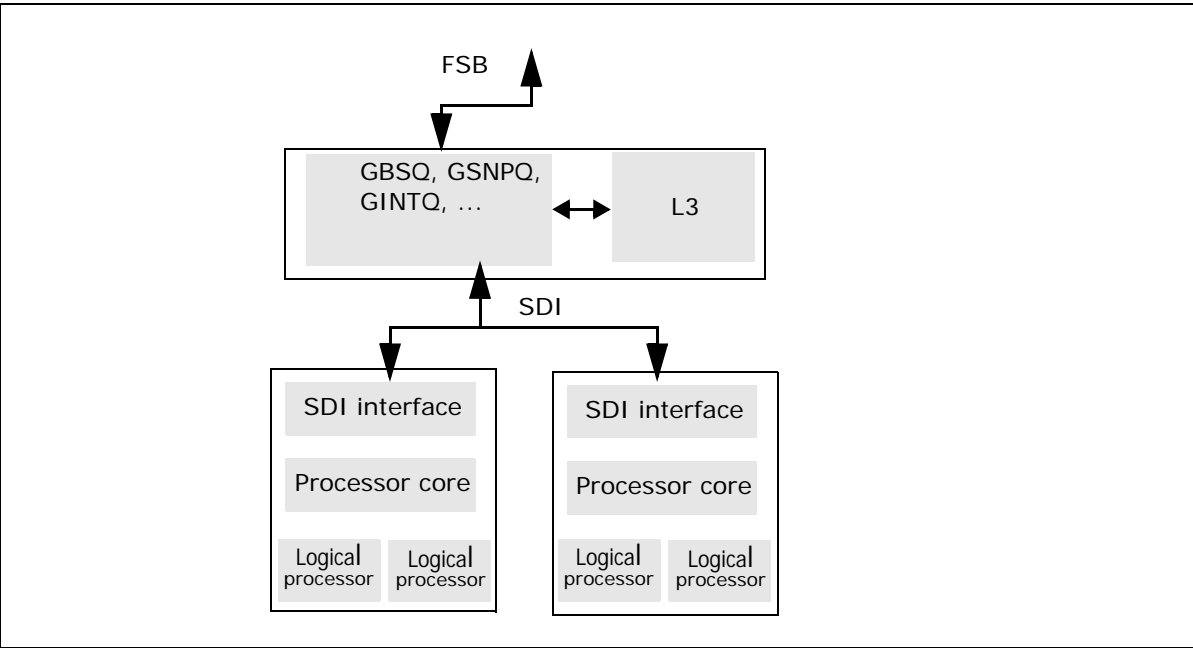 FSB
GBSQ, GSNPQ,
GINTQ, ...
L3
SDI
SDI interface
Processor core
Logical
processor
Logical
processor
SDI interface
Processor core
Logical
processor
Logical
processor